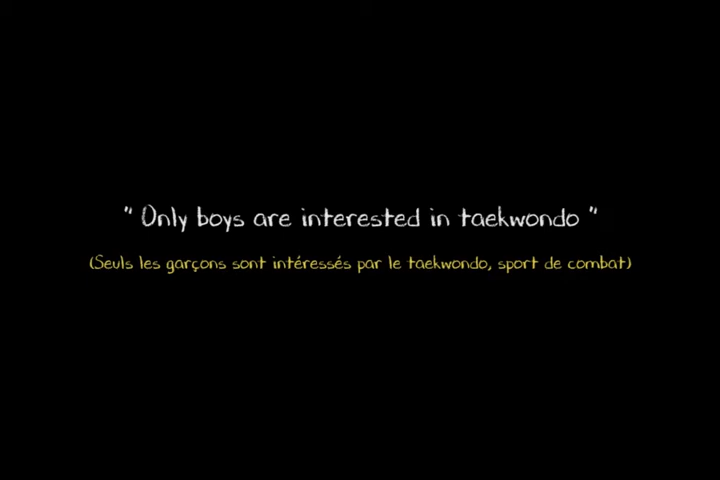 " Only boys are interested in taekwondo "
(Seuls les garçons sont intéressés par le taekwondo, sport de combat)